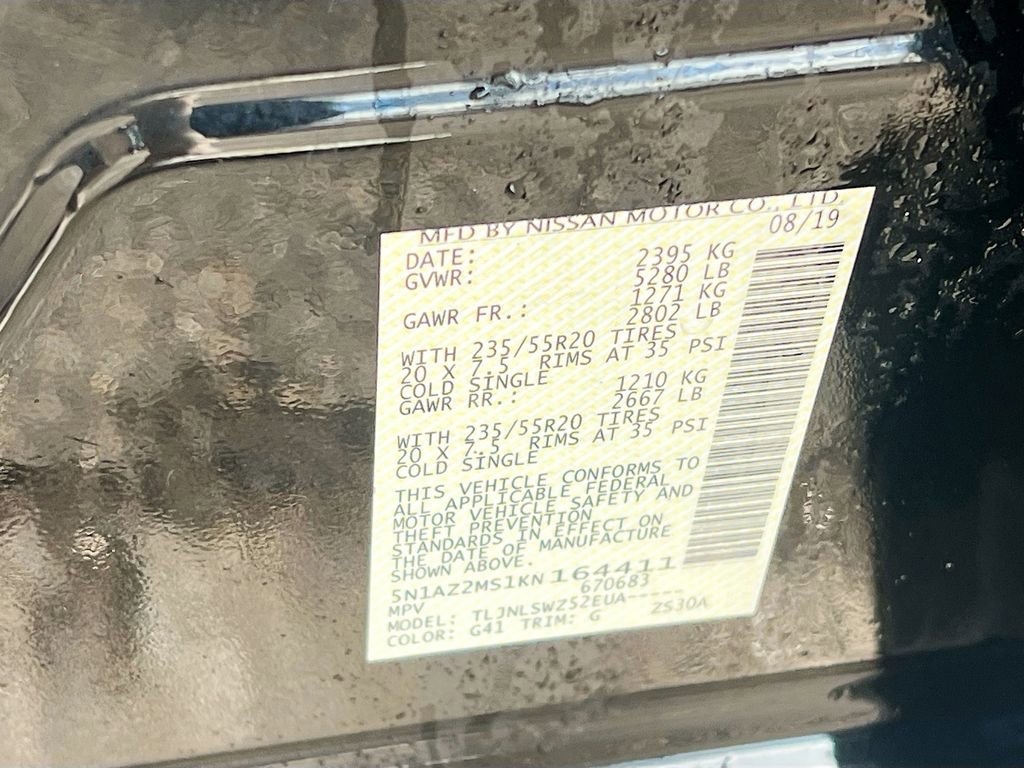 MFD BY NISSAN MOTOR CO., LTD.
DATE: 08/19
GVWR: 2395 KG
5280 LB
GAWR FR.: 1271 KG
2802 LB
WITH 235/55R20 TIRES
20 X 7.5 RIMS AT 35 PSI
COLD SINGLE
GAWR RR.: 1210 KG
2667 LB
WITH 235/55R20 TIRES
20 X 7.5 RIMS AT 35 PSI
COLD SINGLE
THIS VEHICLE CONFORMS TO
ALL APPLICABLE FEDERAL
MOTOR VEHICLE SAFETY AND
THEFT PREVENTION
STANDARDS IN EFFECT ON
THE DATE OF MANUFACTURE
SHOWN ABOVE.
5N1AZ2MS1KN164411
MPV 670683
MODEL: TLJNLSWZ52EUA-----
COLOR: G41 TRIM: G Z530A